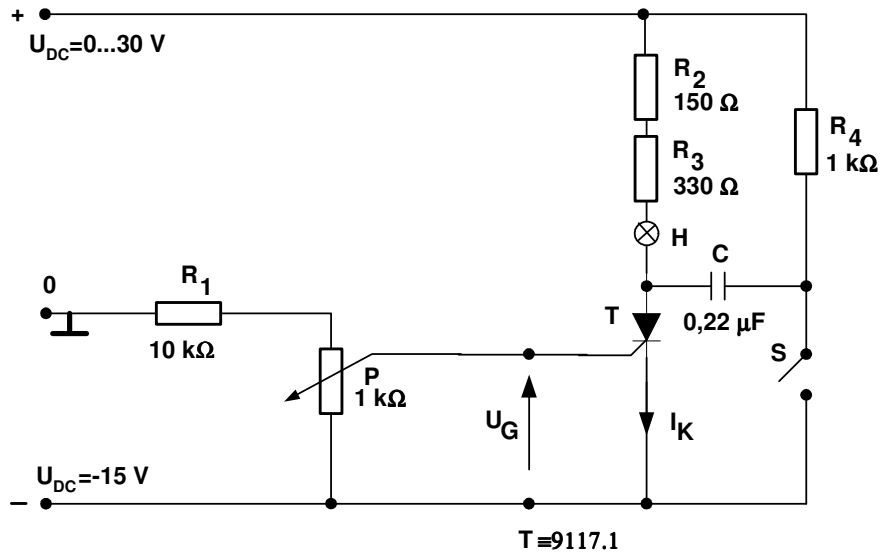 +
U_DC=0...30 V
R_2
150 Ω
R_3
330 Ω
R_4
1 kΩ
H
C
0,22 μF
0
R_1
10 kΩ
T
S
P
1 kΩ
U_G
I_K
U_DC=-15 V
−
T ≡9117.1